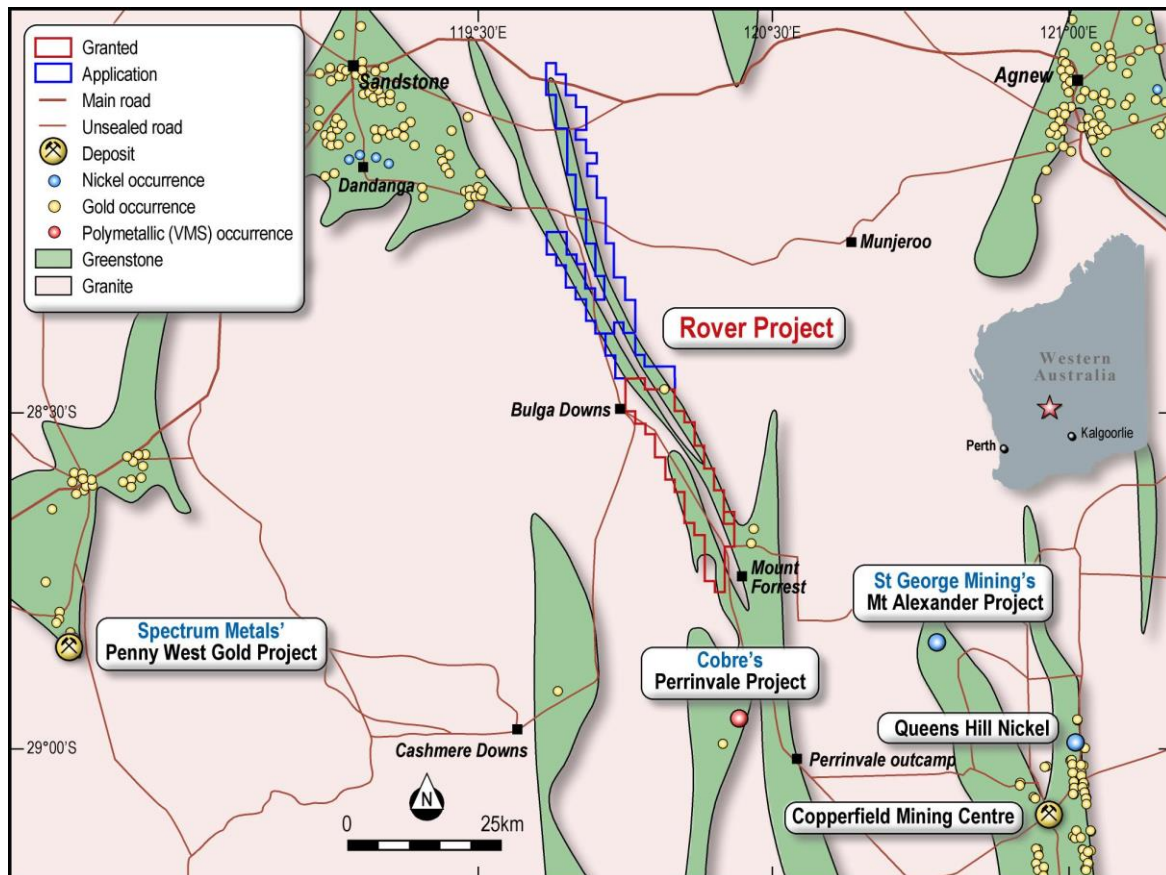 119°30'E
120°30'E
121°00'E
Granted
Application
Main road
Unsealed road
Deposit
Nickel occurrence
Gold occurrence
Polymetallic (VMS) occurrence
Greenstone
Granite
Sandstone
Agnew
Dandanga
Munjeroo
Rover Project
Western
Australia
Perth
Kalgoorlie
28°30'S
Bulga Downs
Mount
Forrest
St George Mining's
Mt Alexander Project
Spectrum Metals'
Penny West Gold Project
Cobre's
Perrinvale Project
Queens Hill Nickel
29°00'S
Cashmere Downs
Perrinvale outcamp
Copperfield Mining Centre
N
0 25km